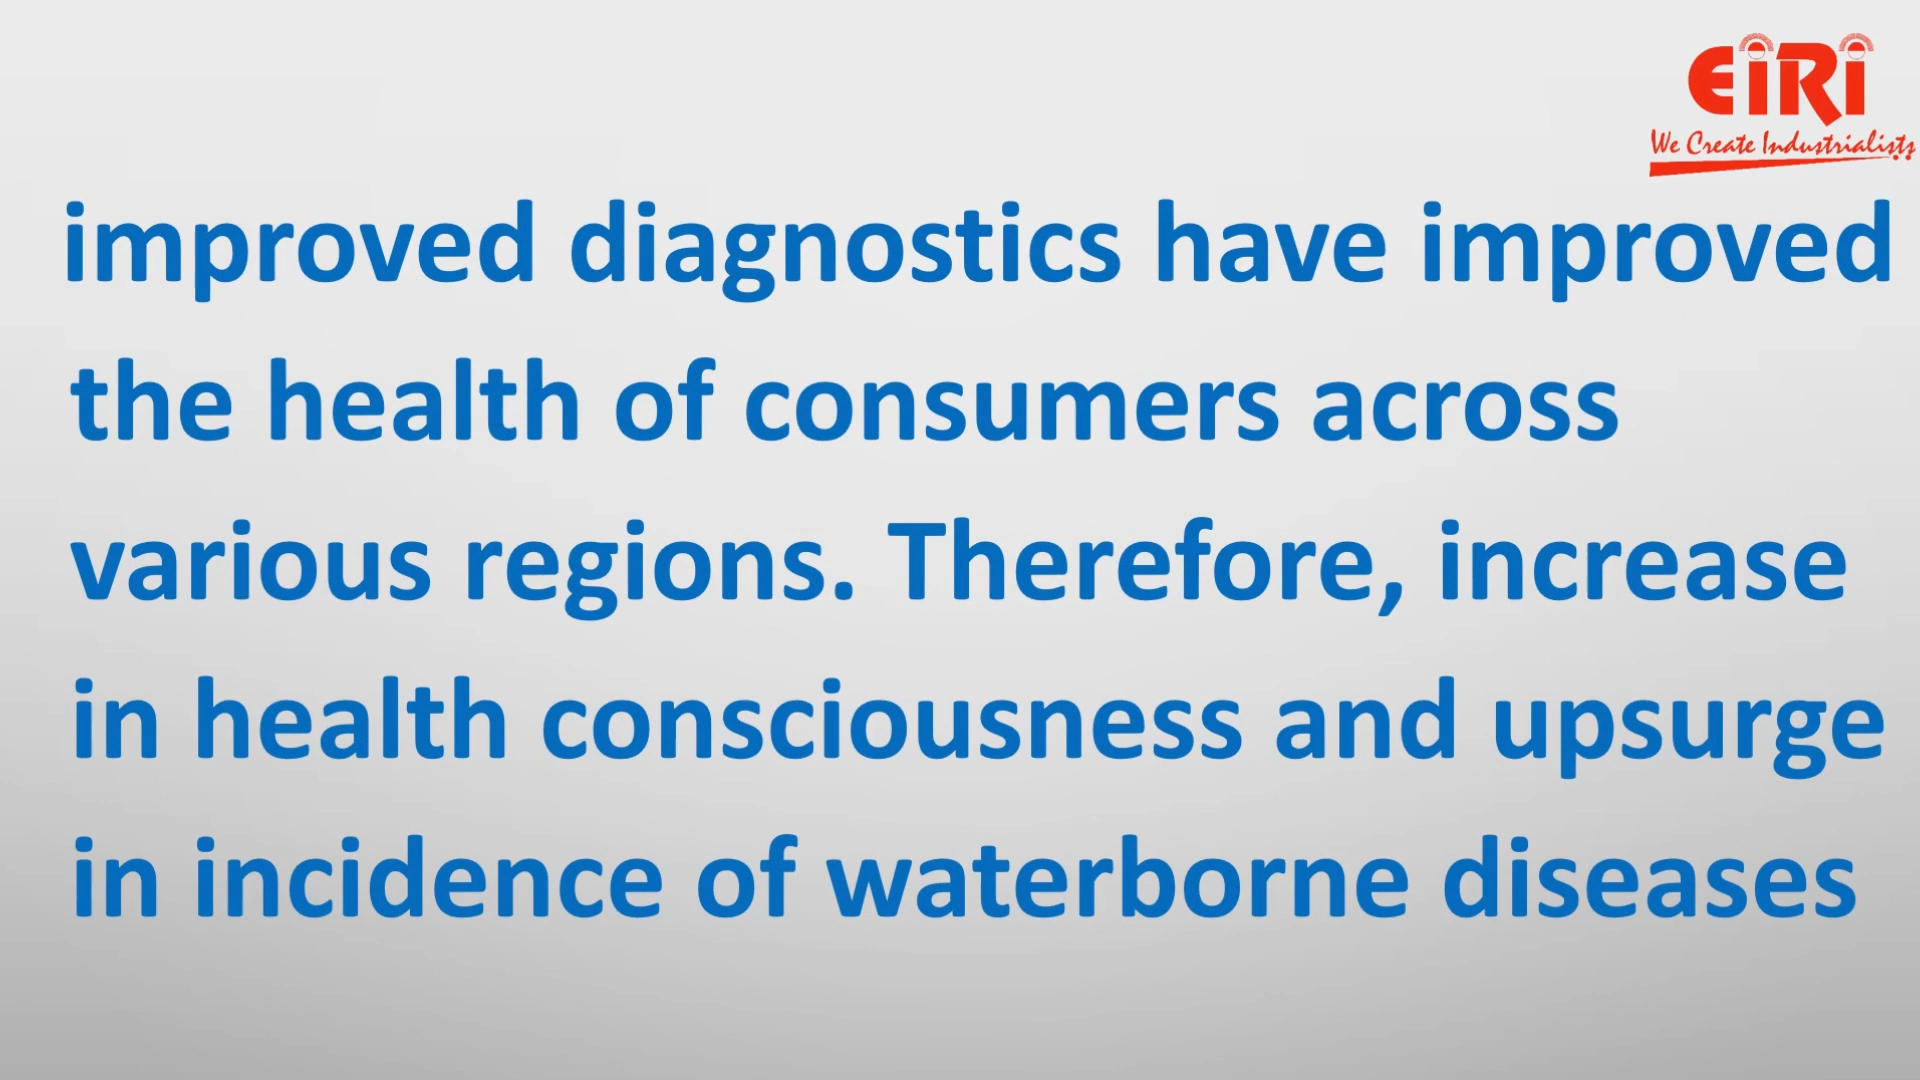 EiRi
We Create Industrialists
improved diagnostics have improved
the health of consumers across
various regions. Therefore, increase
in health consciousness and upsurge
in incidence of waterborne diseases